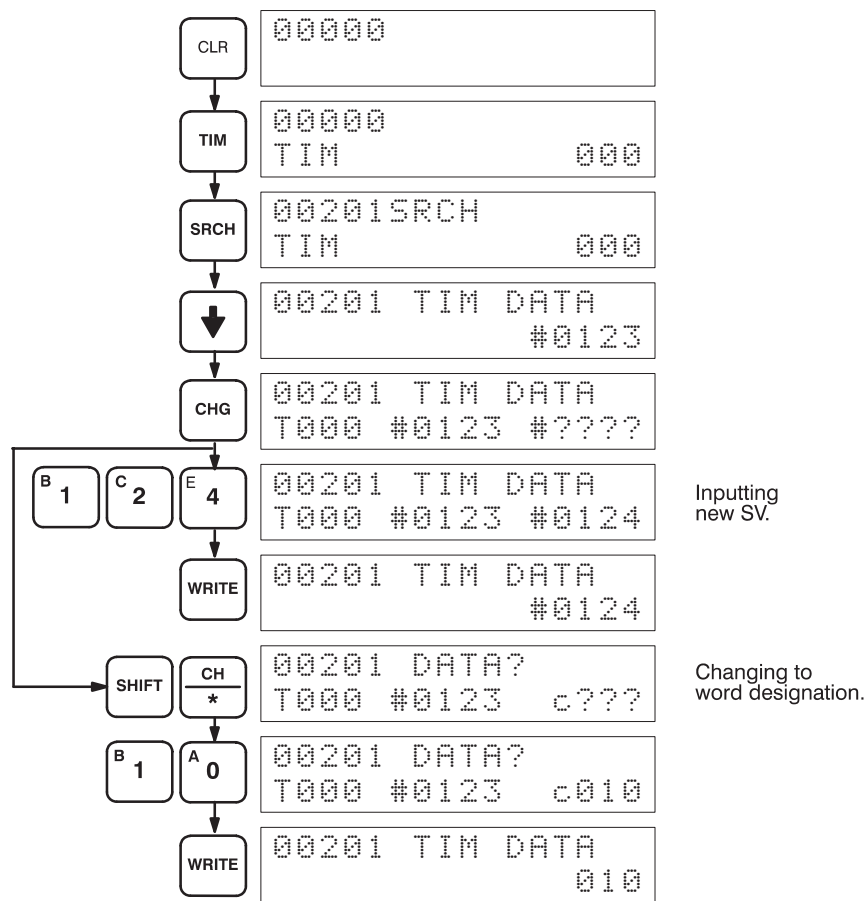 CLR
00000
TIM
00000
TIM 000
SRCH
00201SRCH
TIM 000
00201 TIM DATA
#0123
CHG
00201 TIM DATA
T000 #0123 #????
B 1 C 2 E 4
00201 TIM DATA
T000 #0123 #0124
Inputting
new SV.
WRITE
00201 TIM DATA
#0124
SHIFT CH
*
00201 DATA?
T000 #0123 c???
Changing to
word designation.
B 1 A 0
00201 DATA?
T000 #0123 c010
WRITE
00201 TIM DATA
010